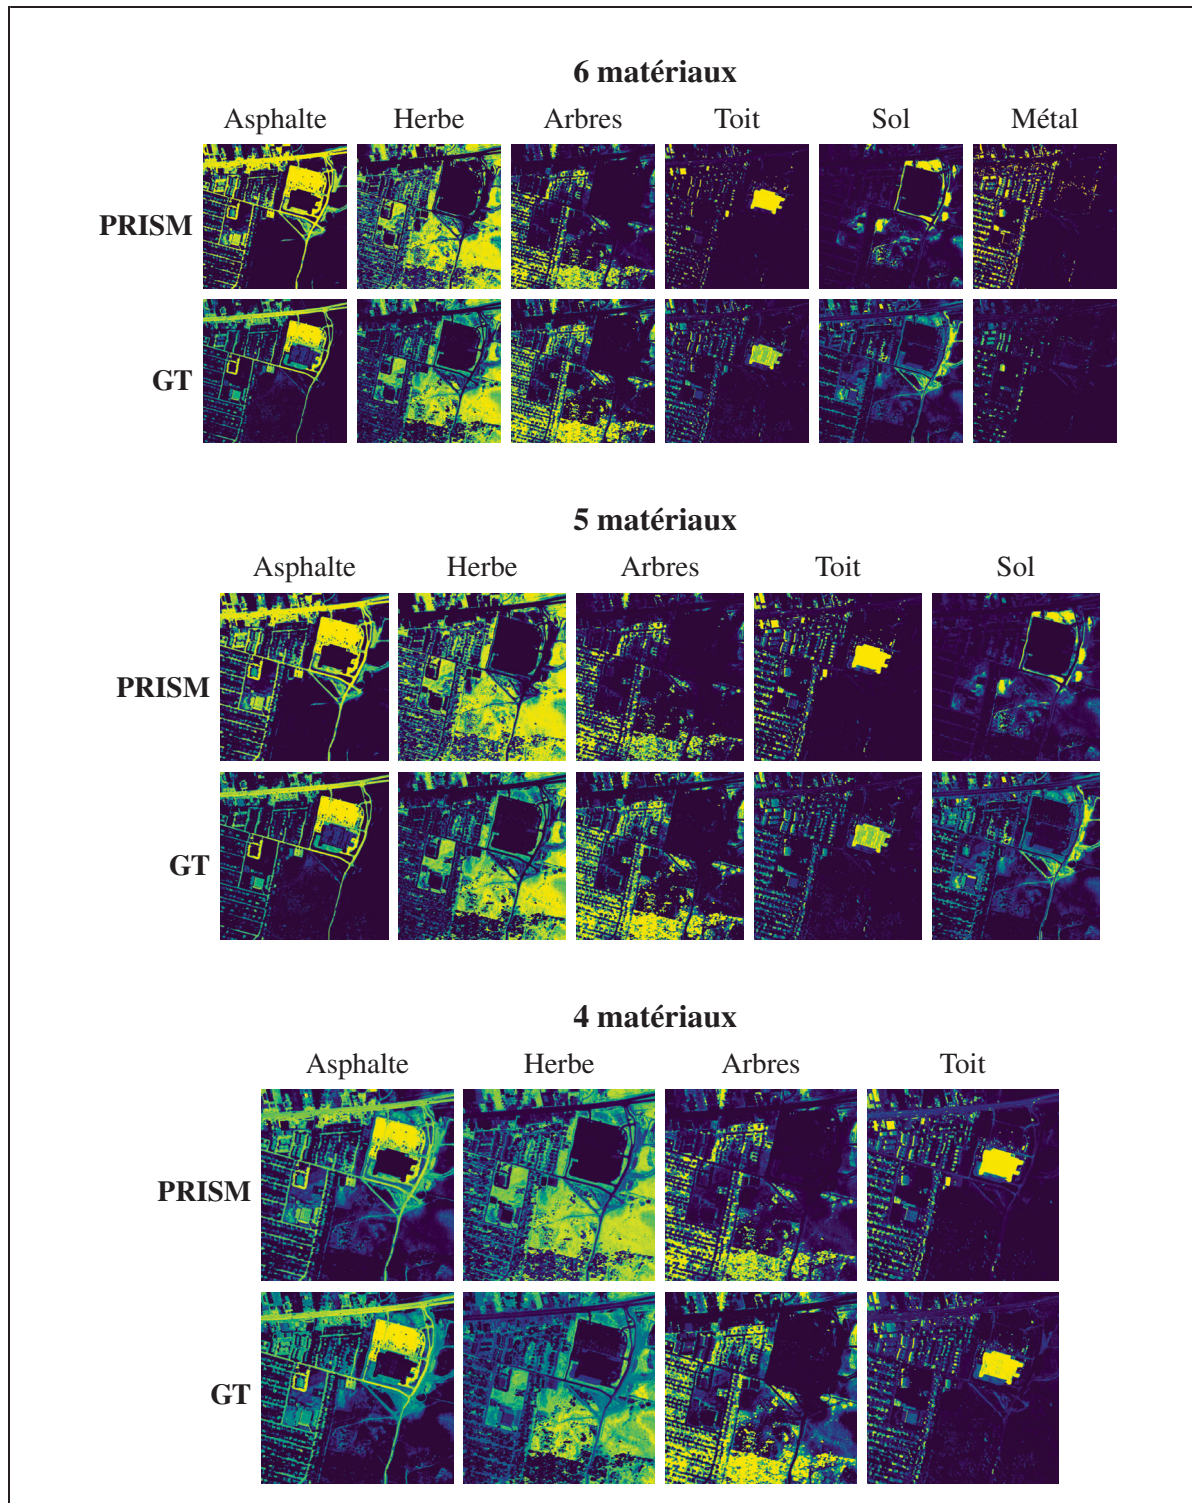 6 matériaux
Asphalte Herbe Arbres Toit Sol Métal
PRISM
GT
5 matériaux
Asphalte Herbe Arbres Toit Sol
PRISM
GT
4 matériaux
Asphalte Herbe Arbres Toit
PRISM
GT